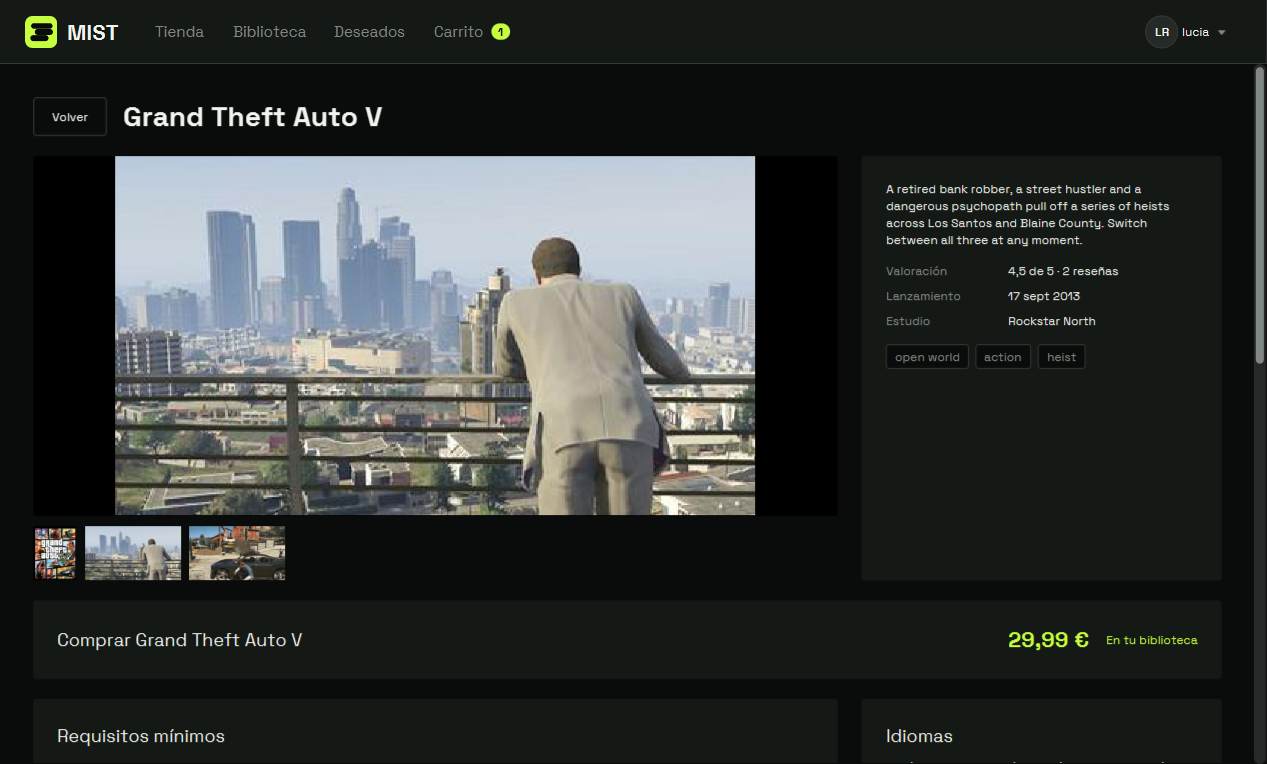 MIST
Tienda
Biblioteca
Deseados
Carrito 1
LR lucia
Volver
Grand Theft Auto V
A retired bank robber, a street hustler and a
dangerous psychopath pull off a series of heists
across Los Santos and Blaine County. Switch
between all three at any moment.
Valoración 4,5 de 5 · 2 reseñas
Lanzamiento 17 sept 2013
Estudio Rockstar North
open world action heist
grand
theft
auto
Comprar Grand Theft Auto V
29,99 € En tu biblioteca
Requisitos mínimos
Idiomas